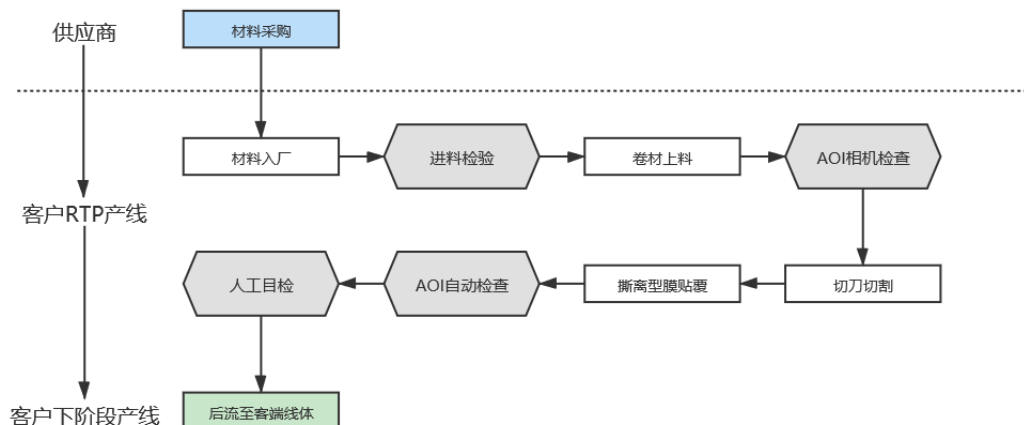 供应商
材料采购
材料入厂
进料检验
卷材上料
AOI相机检查
客户RTP产线
人工目检
AOI自动检查
撕离型膜贴覆
切刀切割
客户下阶段产线
后流至客端线体